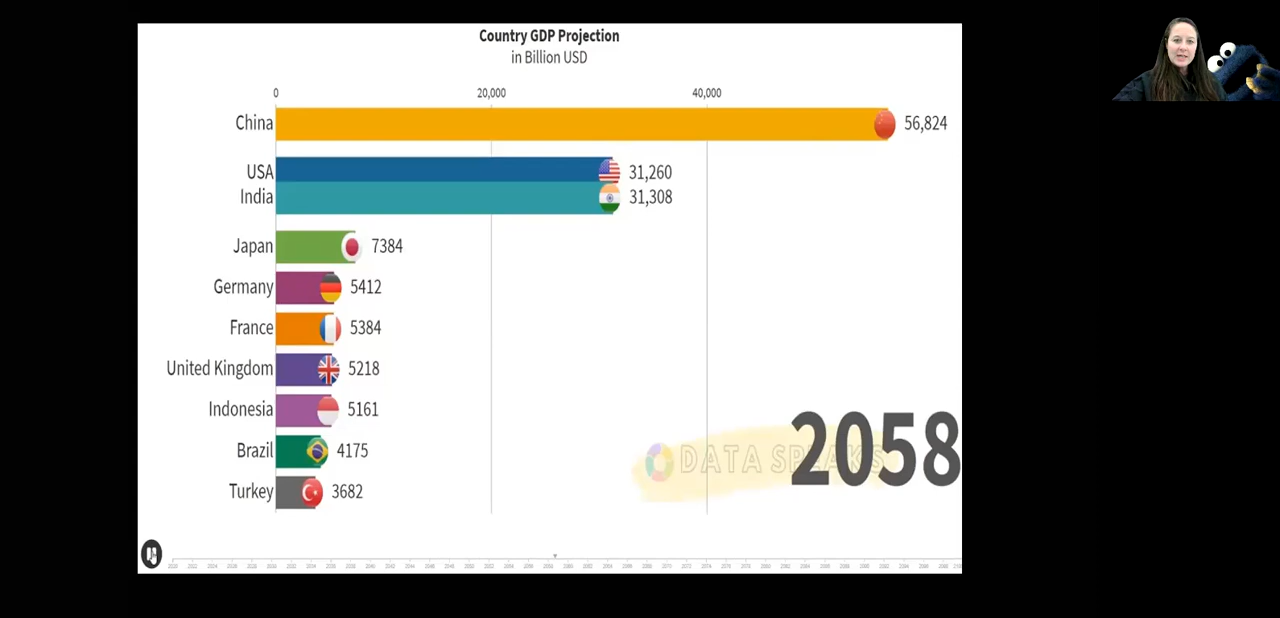 Country GDP Projection
in Billion USD
0 20,000 40,000
China 56,824
USA 31,260
India 31,308
Japan 7384
Germany 5412
France 5384
United Kingdom 5218
Indonesia 5161
Brazil 4175
Turkey 3682
DATA SPEAKS
2058